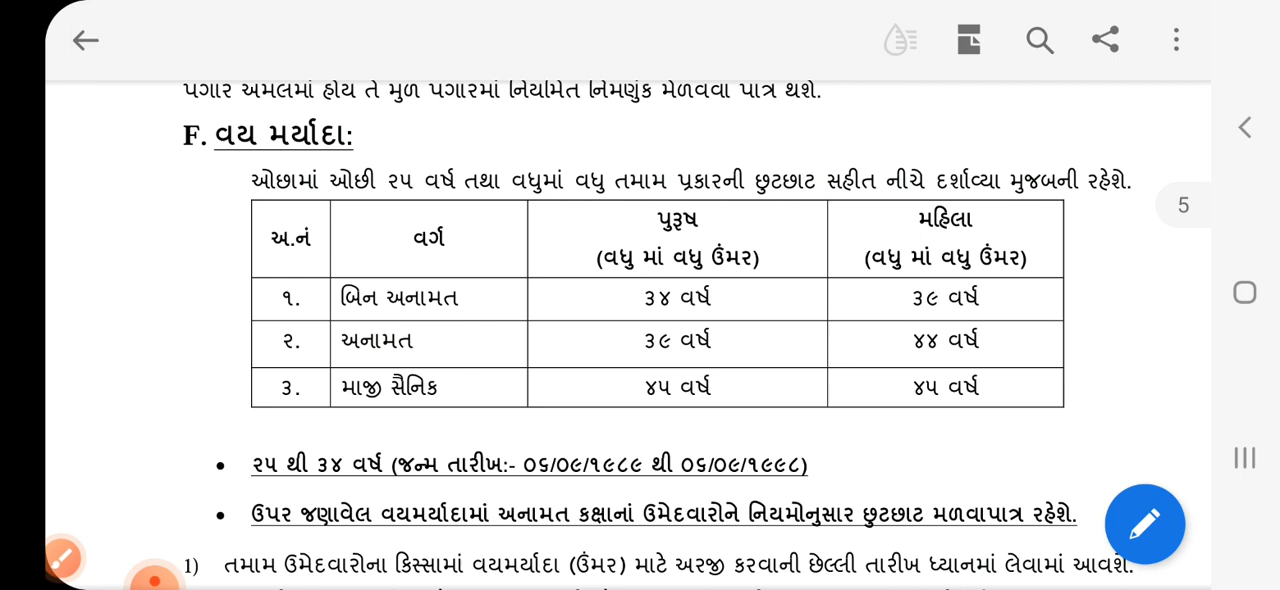 પગાર અમલમાં હોય તે મુળ પગારમાં નિયમિત નિમણુંક મેળવવા પાત્ર થશે.
F. વય મર્યાદા:
ઓછામાં ઓછી ૨૫ વર્ષ તથા વધુમાં વધુ તમામ પ્રકારની છુટછાટ સહીત નીચે દર્શાવ્યા મુજબની રહેશે.
5
અ.નં વર્ગ પુરૂષ (વધુ માં વધુ ઉંમર) મહિલા (વધુ માં વધુ ઉંમર)
૧. બિન અનામત ૩૪ વર્ષ ૩૯ વર્ષ
૨. અનામત ૩૯ વર્ષ ૪૪ વર્ષ
૩. માજી સૈનિક ૪૫ વર્ષ ૪૫ વર્ષ
• ૨૫ થી ૩૪ વર્ષ (જન્મ તારીખ:- ૦૬/૦૯/૧૯૮૯ થી ૦૬/૦૯/૧૯૯૮)
• ઉપર જણાવેલ વયમર્યાદામાં અનામત કક્ષાનાં ઉમેદવારોને નિયમોનુસાર છુટછાટ મળવાપાત્ર રહેશે.
1) તમામ ઉમેદવારોના કિસ્સામાં વયમર્યાદા (ઉંમર) માટે અરજી કરવાની છેલ્લી તારીખ ધ્યાનમાં લેવામાં આવશે.